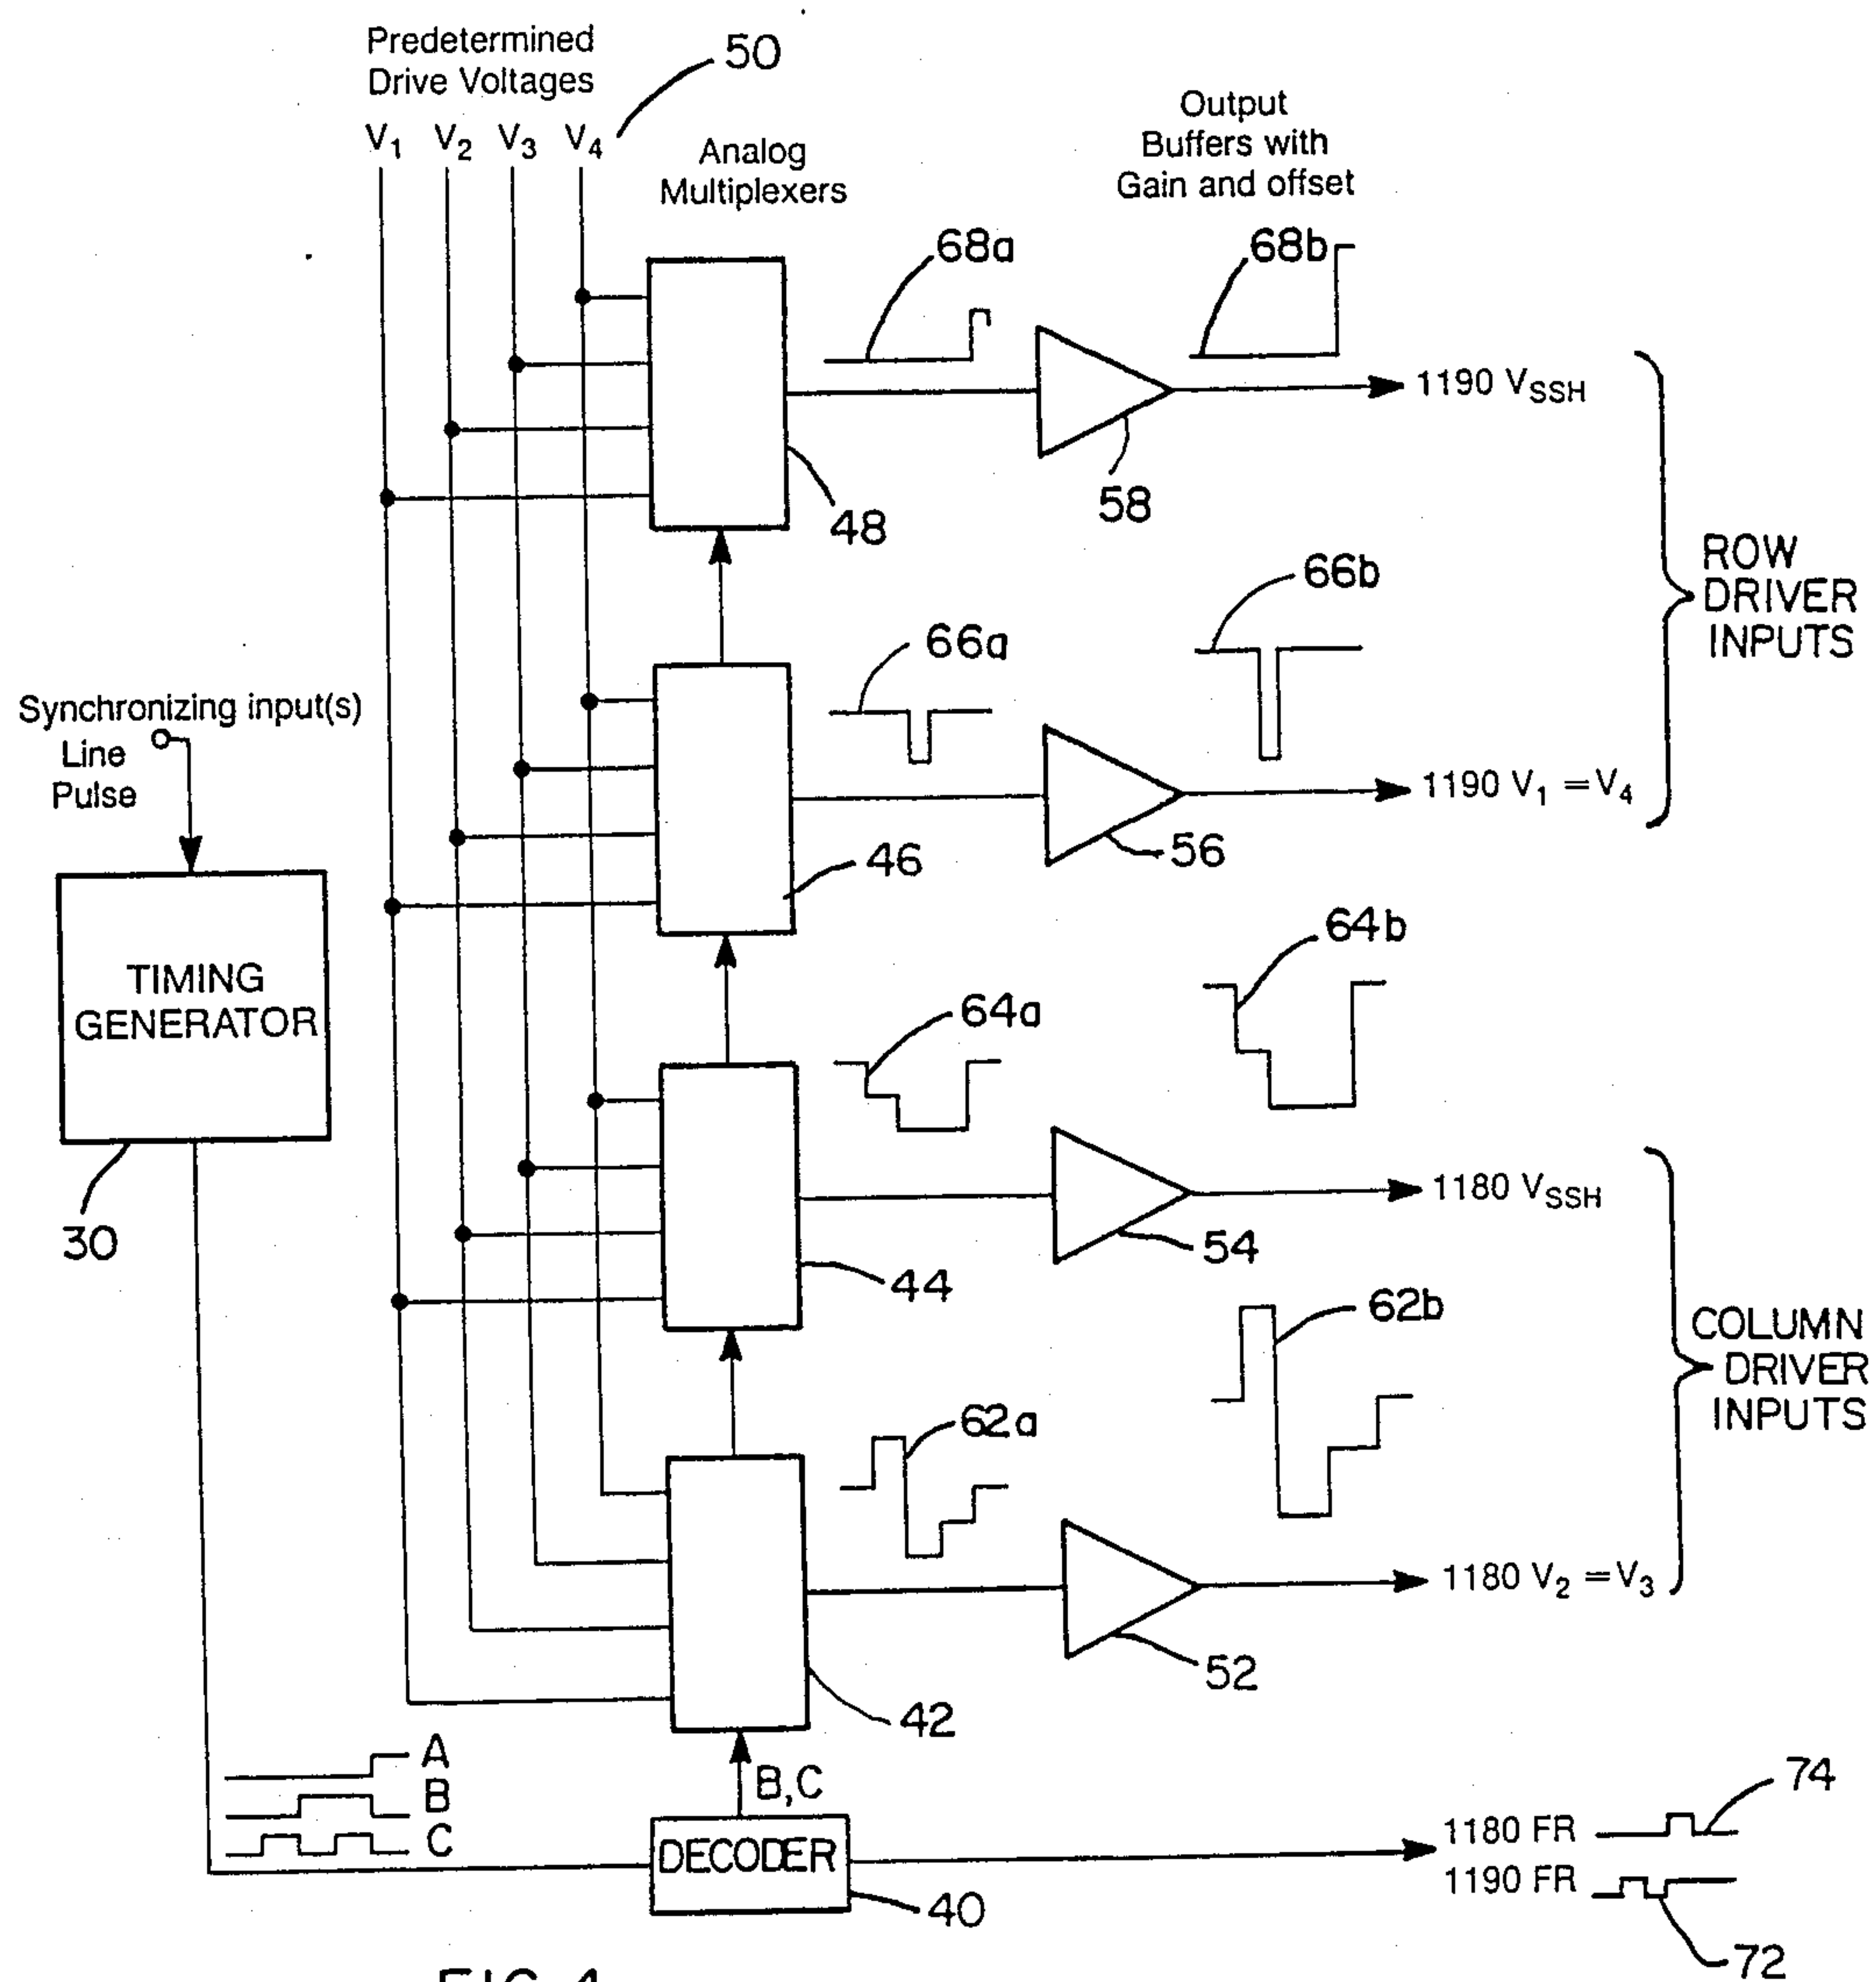 Predetermined
Drive Voltages
50
V1 V2 V3 V4
Analog
Multiplexers
Output
Buffers with
Gain and offset
68a
68b
1190 VSSH
58
48
ROW
DRIVER
INPUTS
66b
66a
Synchronizing input(s)
Line
Pulse
1190 V1 = V4
56
46
64b
TIMING
GENERATOR
64a
30
1180 VSSH
54
44
62b
COLUMN
DRIVER
INPUTS
62a
1180 V2 = V3
52
42
A
B
C
B,C
74
1180 FR
DECODER
1190 FR
40
72
FIG. 4